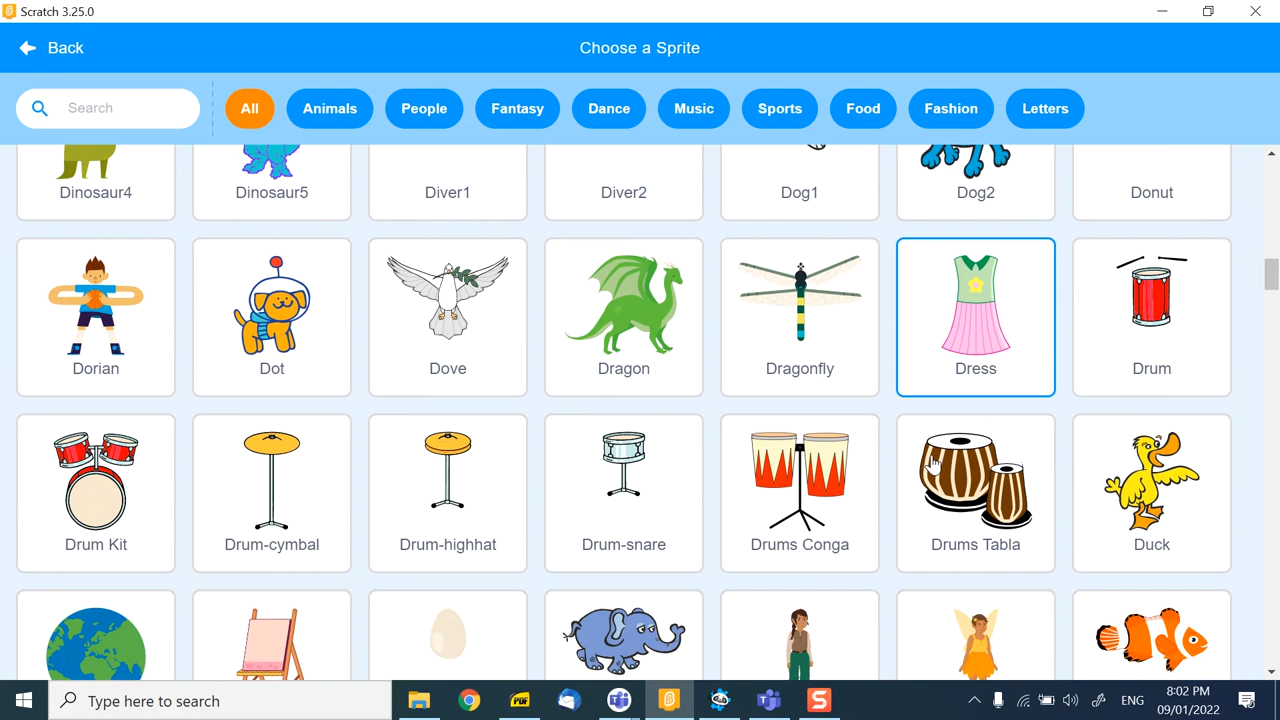 Scratch 3.25.0
Back
Choose a Sprite
Search
All
Animals
People
Fantasy
Dance
Music
Sports
Food
Fashion
Letters
Dinosaur4
Dinosaur5
Diver1
Diver2
Dog1
Dog2
Donut
Dorian
Dot
Dove
Dragon
Dragonfly
Dress
Drum
Drum Kit
Drum-cymbal
Drum-highhat
Drum-snare
Drums Conga
Drums Tabla
Duck
Type here to search
PDF
ENG
8:02 PM
09/01/2022